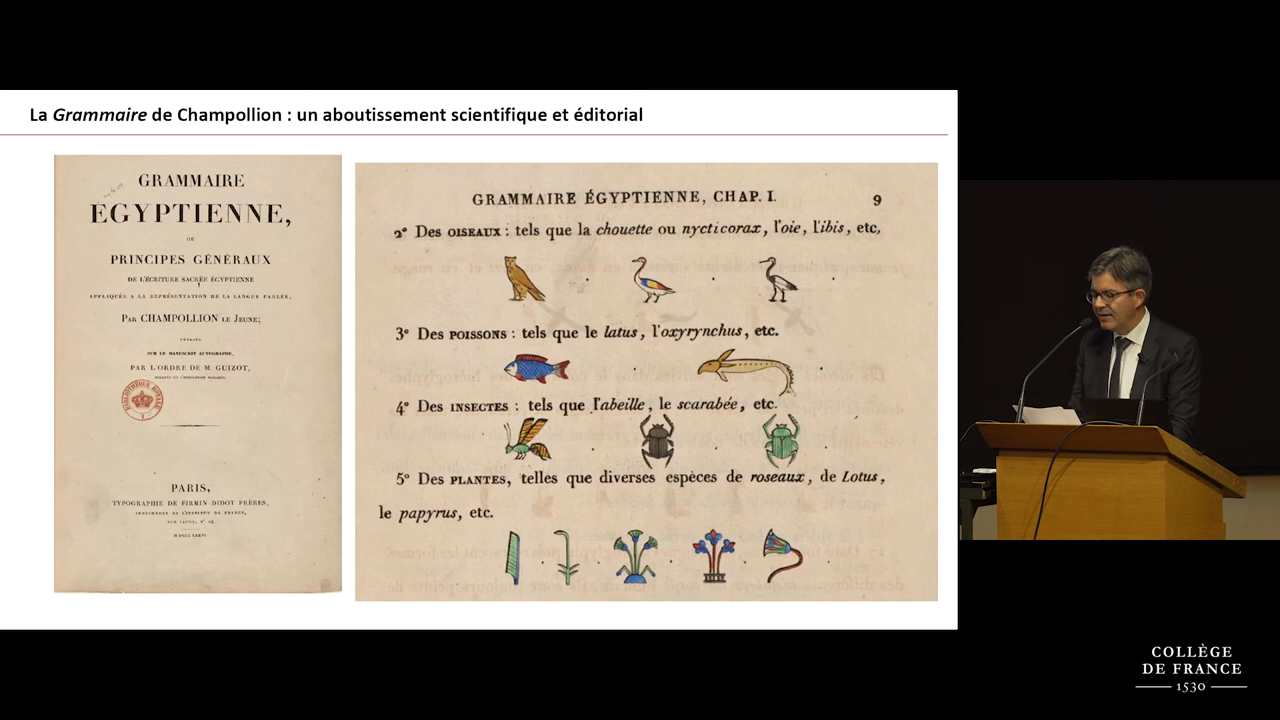 La Grammaire de Champollion : un aboutissement scientifique et éditorial
GRAMMAIRE
ÉGYPTIENNE,
OU
PRINCIPES GÉNÉRAUX
DE L'ÉCRITURE SACRÉE ÉGYPTIENNE
APPLIQUÉE A LA REPRÉSENTATION DE LA LANGUE PARLÉE,
PAR CHAMPOLLION LE JEUNE;
PUBLIÉE
SUR LE MANUSCRIT AUTOGRAPHE,
PAR L'ORDRE DE M. GUIZOT,
MINISTRE DE L'INSTRUCTION PUBLIQUE.
BIBLIOTHÈQUE ROYALE
PARIS,
TYPOGRAPHIE DE FIRMIN DIDOT FRÈRES,
IMPRIMEURS DE L'INSTITUT DE FRANCE,
RUE JACOB, N°
M DCCC XXXVI
GRAMMAIRE ÉGYPTIENNE, CHAP. I. 9
2° Des OISEAUX : tels que la chouette ou nycticorax, l'oie, l'ibis, etc,
3° Des POISSONS : tels que le latus, l'oxyrynchus, etc.
4° Des INSECTES : tels que l'abeille, le scarabée, etc.
5° Des PLANTES, telles que diverses espèces de roseaux, de Lotus,
le papyrus, etc.
COLLÈGE
DE FRANCE
1530